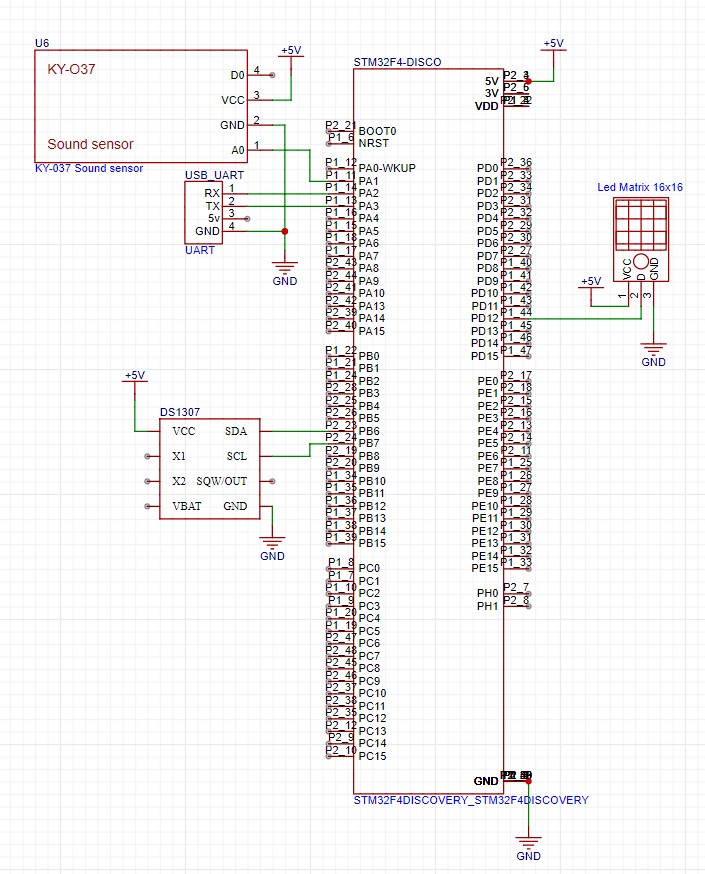 U6
KY-O37
Sound sensor
D0 4
VCC 3
GND 2
A0 1
KY-037 Sound sensor
+5V
USB_UART
RX 1
TX 2
5v 3
GND 4
UART
GND
+5V
DS1307
VCC SDA
X1 SCL
X2 SQW/OUT
VBAT GND
GND
STM32F4-DISCO
P2_21 BOOT0
P1_6 NRST
P1_12 PA0-WKUP
P1_11 PA1
P1_14 PA2
P1_13 PA3
P1_16 PA4
P1_15 PA5
P1_18 PA6
P1_17 PA7
P2_43 PA8
P2_44 PA9
P2_41 PA10
P2_42 PA13
P2_39 PA14
P2_40 PA15
P1_22 PB0
P1_21 PB1
P1_24 PB2
P2_28 PB3
P2_25 PB4
P2_26 PB5
P2_23 PB6
P2_24 PB7
P2_19 PB8
P2_20 PB9
P1_34 PB10
P1_35 PB11
P1_36 PB12
P1_37 PB13
P1_38 PB14
P1_39 PB15
P1_8 PC0
P1_7 PC1
P1_10 PC2
P1_9 PC3
P1_20 PC4
P1_19 PC5
P2_47 PC6
P2_48 PC7
P2_45 PC8
P2_46 PC9
P2_37 PC10
P2_38 PC11
P2_35 PC12
P2_12 PC13
P2_9 PC14
P2_10 PC15
5V
3V
VDD
+5V
PD0 P2_36
PD1 P2_33
PD2 P2_34
PD3 P2_31
PD4 P2_32
PD5 P2_29
PD6 P2_30
PD7 P2_27
PD8 P1_40
PD9 P1_41
PD10 P1_42
PD11 P1_43
PD12 P1_44
PD13 P1_45
PD14 P1_46
PD15 P1_47
PE0 P2_17
PE1 P2_18
PE2 P2_15
PE3 P2_16
PE4 P2_13
PE5 P2_14
PE6 P2_11
PE7 P1_25
PE8 P1_26
PE9 P1_27
PE10 P1_28
PE11 P1_29
PE12 P1_30
PE13 P1_31
PE14 P1_32
PE15 P1_33
PH0 P2_7
PH1 P2_8
GND
STM32F4DISCOVERY_STM32F4DISCOVERY
GND
Led Matrix 16x16
VCC
D
GND
1
2
3
+5V
GND